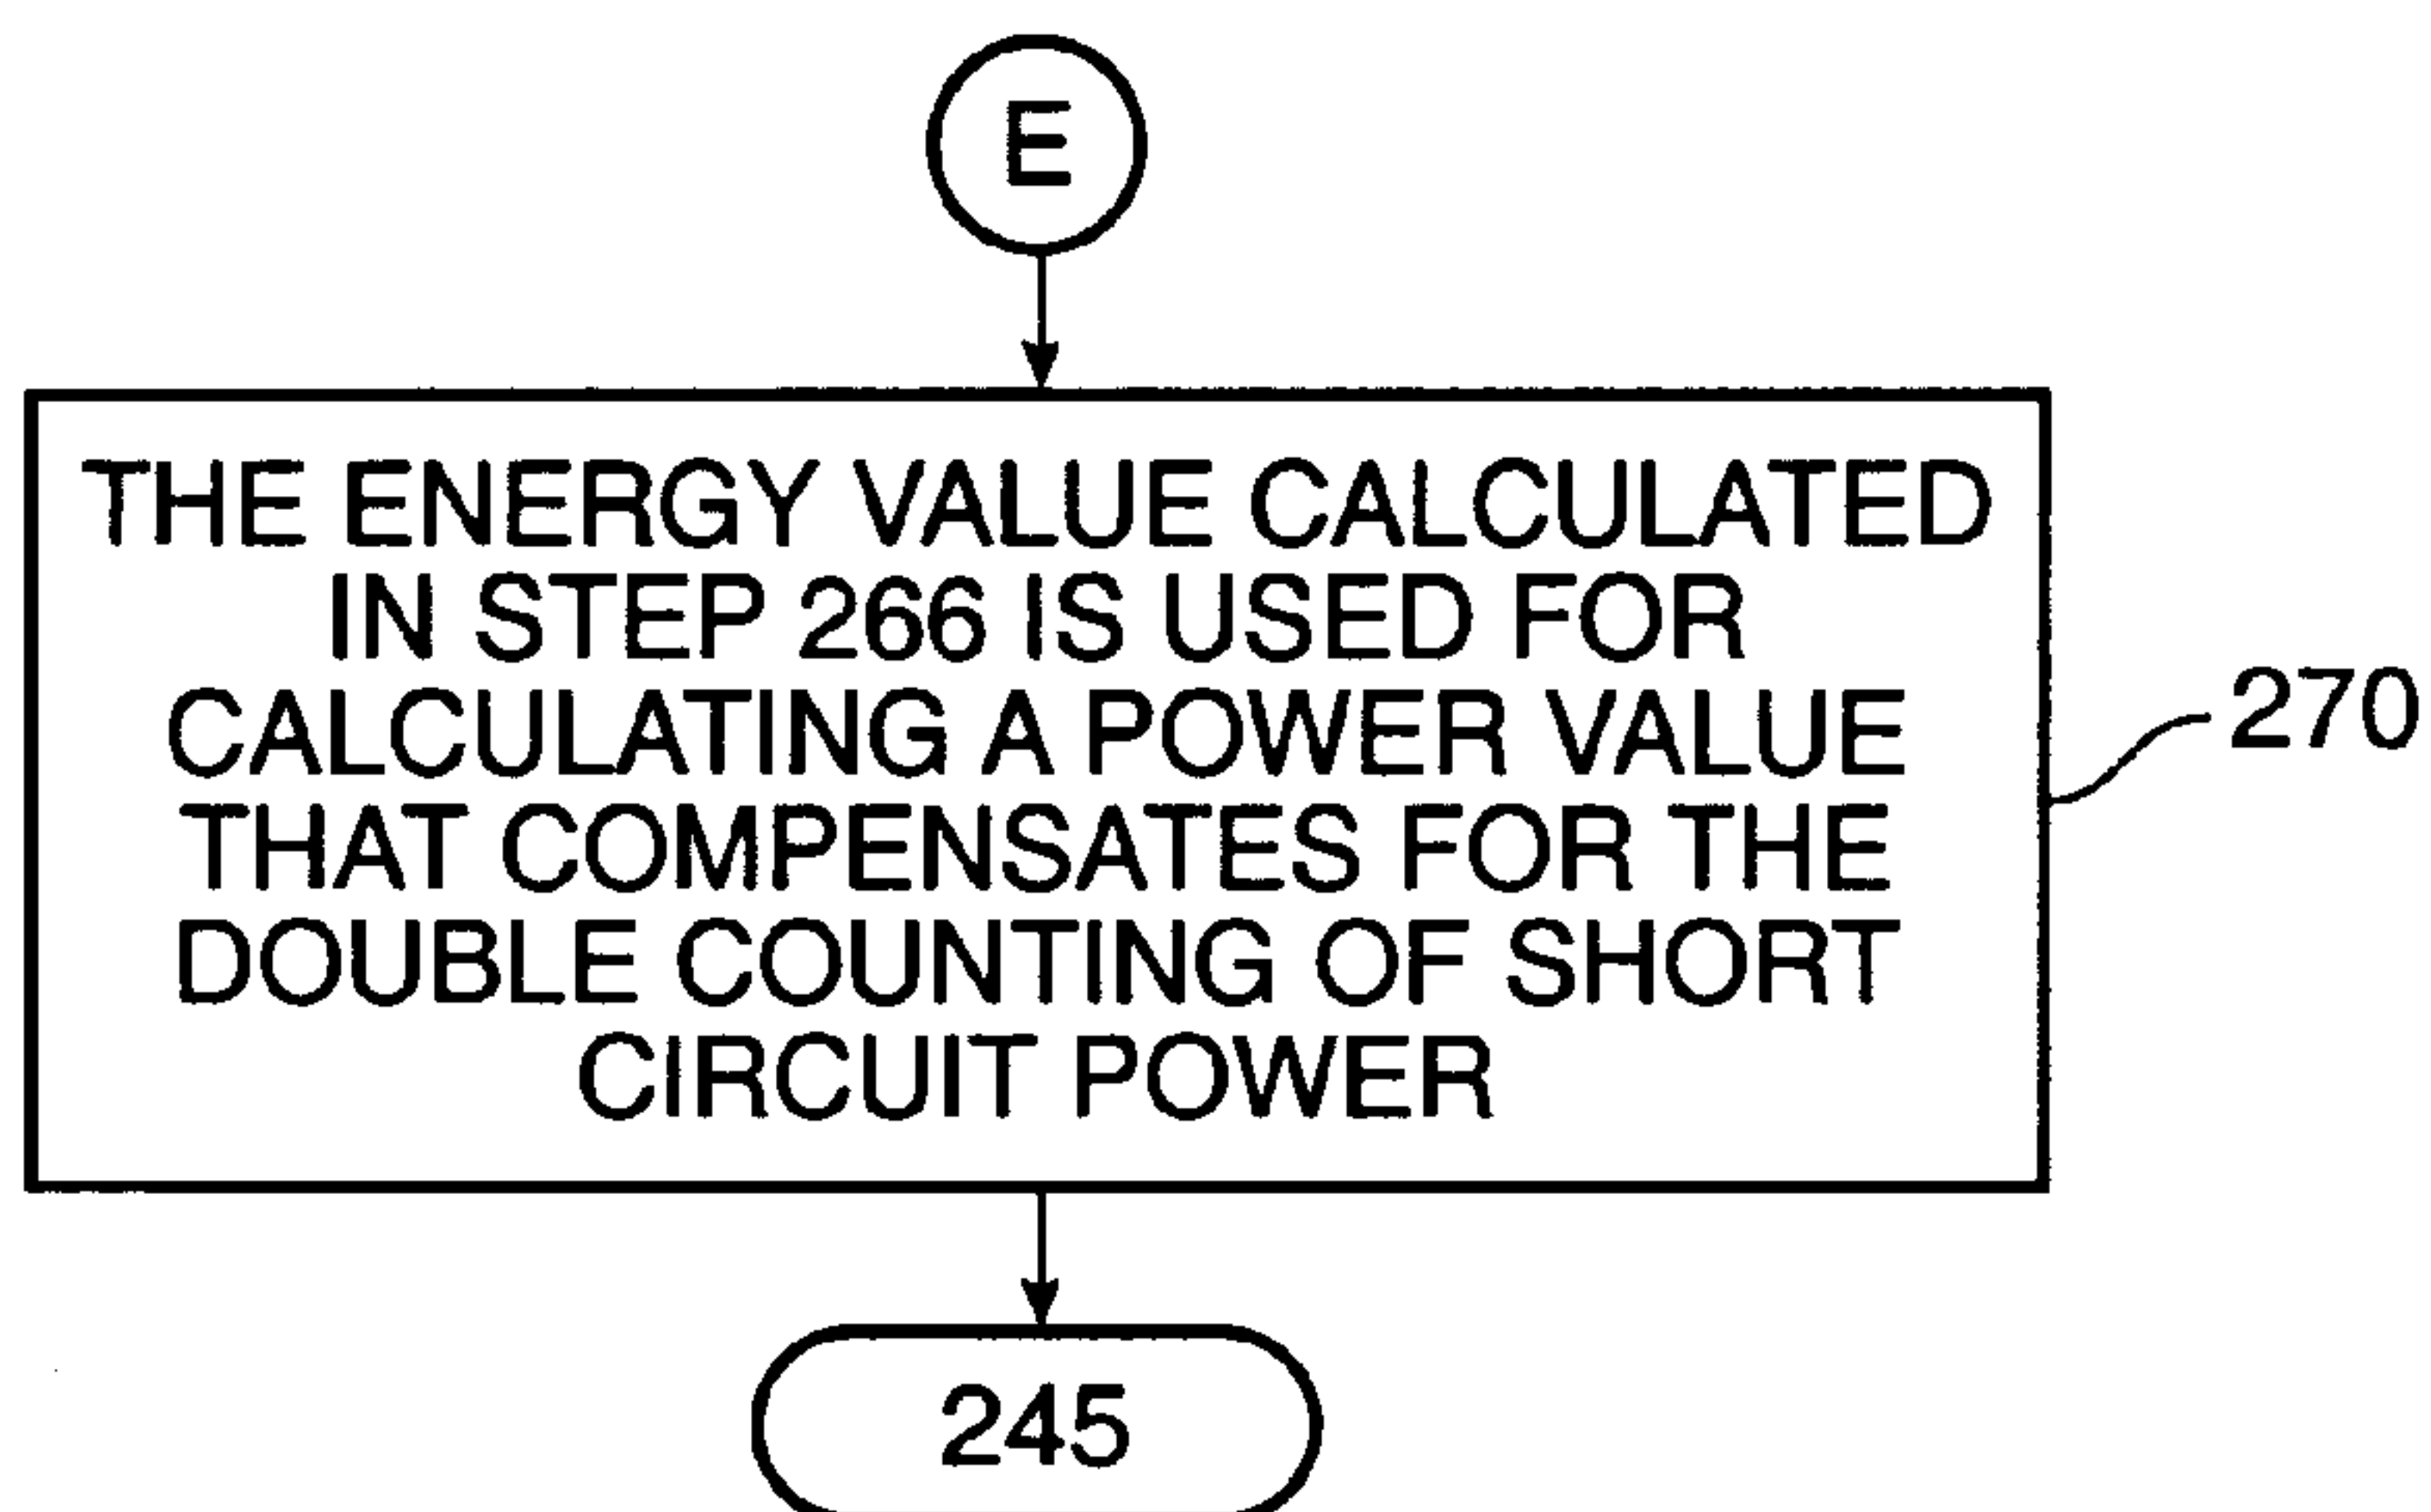 E
THE ENERGY VALUE CALCULATED
IN STEP 266 IS USED FOR
CALCULATING A POWER VALUE
THAT COMPENSATES FOR THE
DOUBLE COUNTING OF SHORT
CIRCUIT POWER
270
245